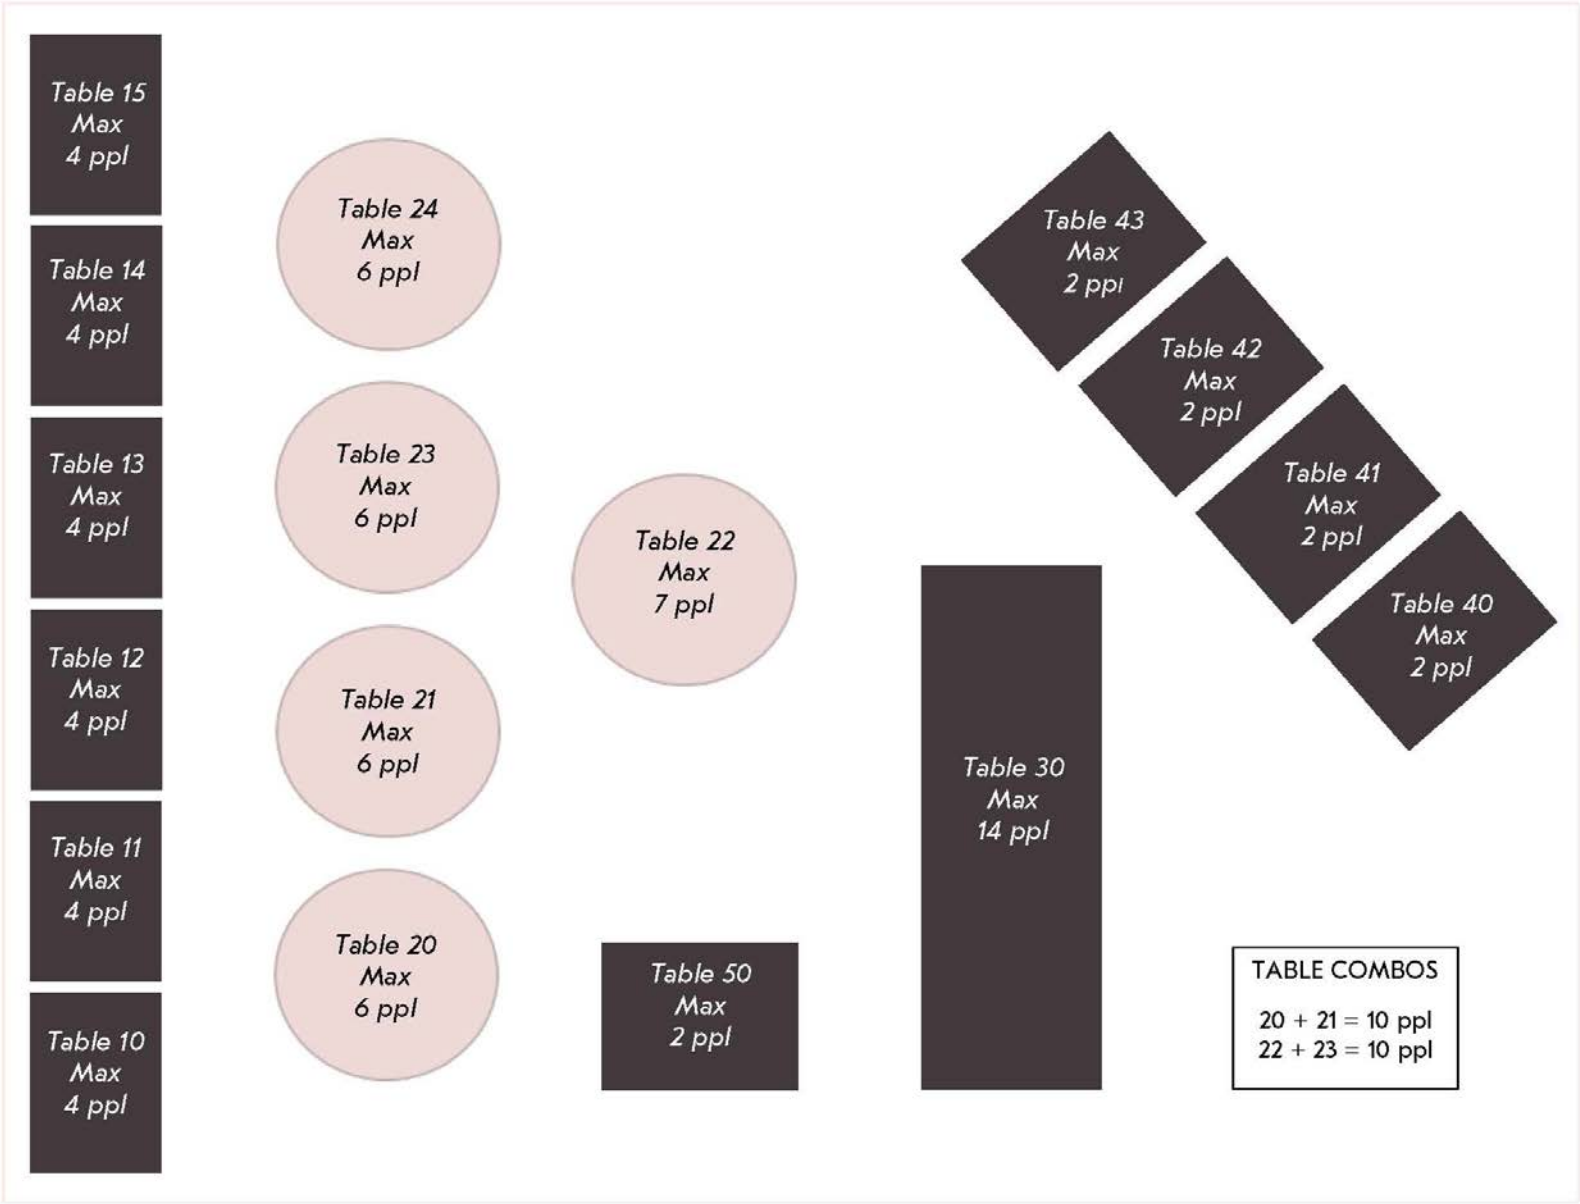 Table 15
Max
4 ppl
Table 14
Max
4 ppl
Table 13
Max
4 ppl
Table 12
Max
4 ppl
Table 11
Max
4 ppl
Table 10
Max
4 ppl
Table 24
Max
6 ppl
Table 23
Max
6 ppl
Table 21
Max
6 ppl
Table 20
Max
6 ppl
Table 22
Max
7 ppl
Table 50
Max
2 ppl
Table 30
Max
14 ppl
Table 43
Max
2 ppl
Table 42
Max
2 ppl
Table 41
Max
2 ppl
Table 40
Max
2 ppl
TABLE COMBOS
20 + 21 = 10 ppl
22 + 23 = 10 ppl